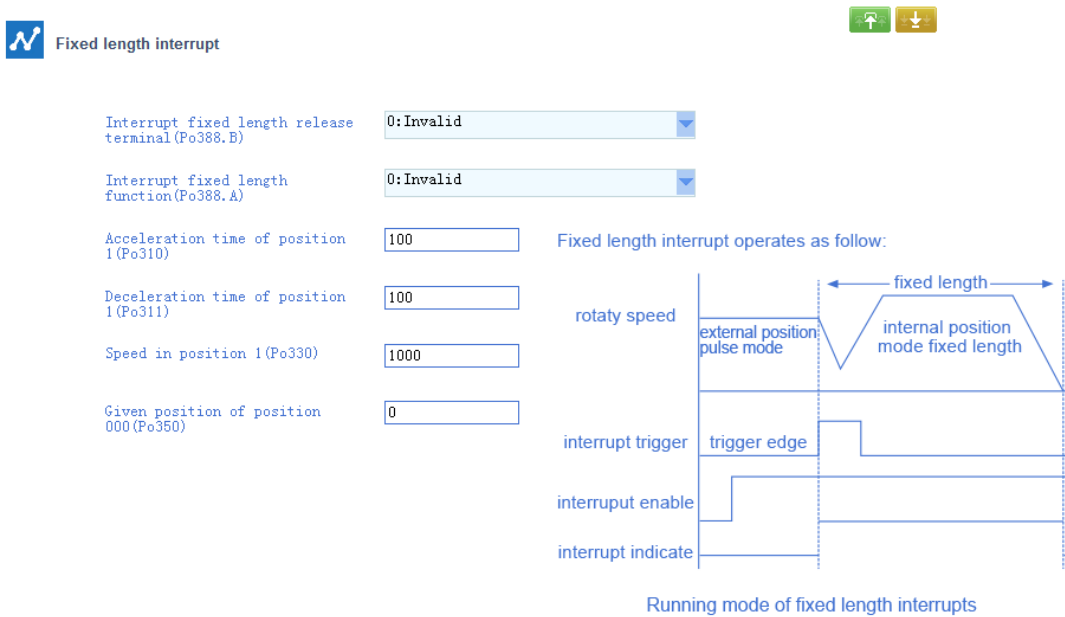 Fixed length interrupt
Interrupt fixed length release
terminal(Po388.B)
0:Invalid
Interrupt fixed length
function(Po388.A)
0:Invalid
Acceleration time of position
1(Po310)
100
Deceleration time of position
1(Po311)
100
Speed in position 1(Po330)
1000
Given position of position
000(Po350)
0
Fixed length interrupt operates as follow:
fixed length
rotaty speed
external position
pulse mode
internal position
mode fixed length
interrupt trigger
trigger edge
interruput enable
interrupt indicate
Running mode of fixed length interrupts